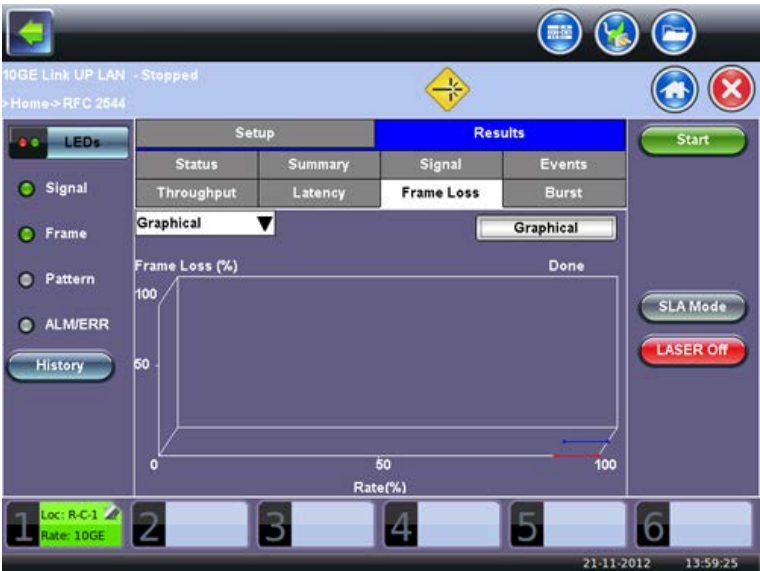 10GE Link UP LAN - Stopped
>Home->RFC 2544
LEDs
Signal
Frame
Pattern
ALM/ERR
History
Setup
Results
Status
Summary
Signal
Events
Throughput
Latency
Frame Loss
Burst
Graphical
Graphical
Frame Loss (%)
Done
100
50
0
50
100
Rate(%)
Start
SLA Mode
LASER Off
1
Loc: R-C-1
Rate: 10GE
2
3
4
5
6
21-11-2012 13:59:25